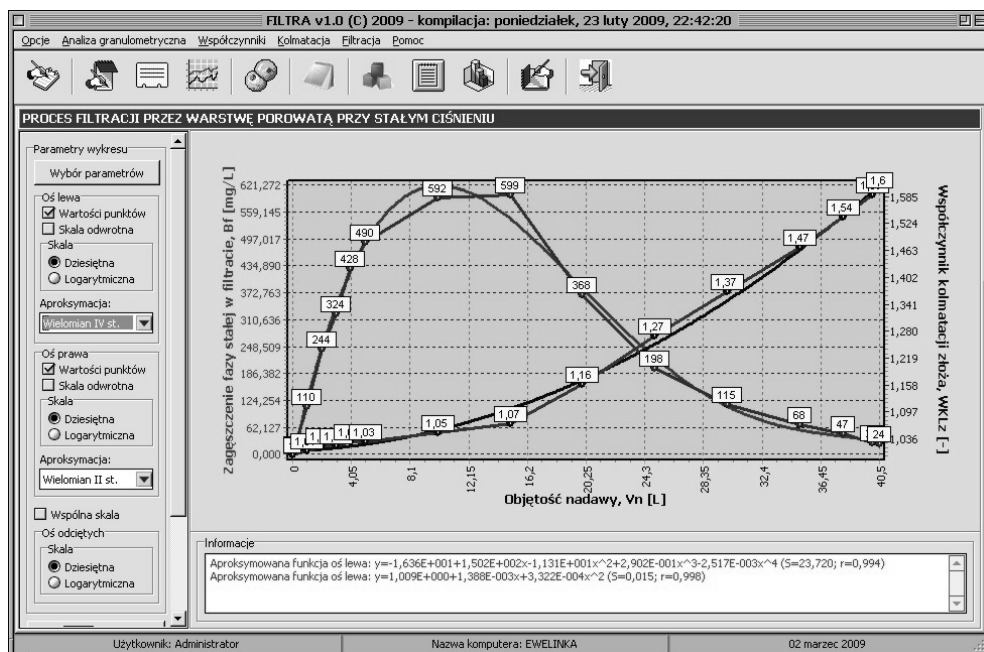 FILTRA v1.0 (C) 2009 - kompilacja: poniedziałek, 23 luty 2009, 22:42:20
Opcje Analiza granulometryczna Współczynniki Kolmatacja Filtracja Pomoc
PROCES FILTRACJI PRZEZ WARSTWĘ POROWATĄ PRZY STAŁYM CIŚNIENIU
Parametry wykresu
Wybór parametrów
Oś lewa
Wartości punktów
Skala odwrotna
Skala
Dziesiętna
Logarytmiczna
Aproksymacja:
Wielomian IV st.
Oś prawa
Wartości punktów
Skala odwrotna
Skala
Dziesiętna
Logarytmiczna
Aproksymacja:
Wielomian II st.
Wspólna skala
Oś odciętych
Skala
Dziesiętna
Logarytmiczna
Zagęszczenie fazy stałej w filtracie, Bf [mg/L]
621,272
559,145
497,017
434,890
372,763
310,636
248,509
186,382
124,254
62,127
0,000
110
244
324
428
490
592
599
368
198
115
68
47
24
1,03
1,05
1,07
1,16
1,27
1,37
1,47
1,54
1,6
0
4,05
8,1
12,15
16,2
20,25
24,3
28,35
32,4
36,45
40,5
Objętość nadawy, Vn [L]
1,585
1,524
1,463
1,402
1,341
1,280
1,219
1,158
1,097
1,036
Współczynnik kolmatacji złoża, WKLz [-]
Informacje
Aproksymowana funkcja oś lewa: y=-1,636E+001+1,502E+002x-1,131E+001x^2+2,902E-001x^3-2,517E-003x^4 (S=23,720; r=0,994)
Aproksymowana funkcja oś lewa: y=1,009E+000+1,388E-003x+3,322E-004x^2 (S=0,015; r=0,998)
Użytkownik: Administrator
Nazwa komputera: EWELINKA
02 marzec 2009